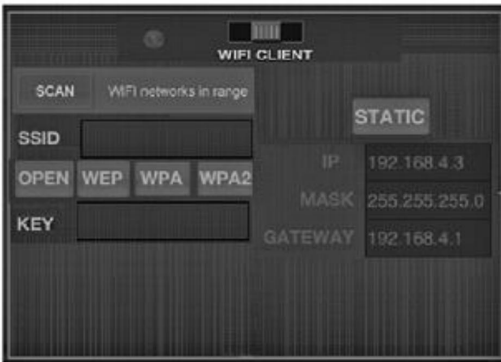 WIFI CLIENT
SCAN WIFI networks in range
SSID
OPEN WEP WPA WPA2
KEY
STATIC
IP 192.168.4.3
MASK 255.255.255.0
GATEWAY 192.168.4.1